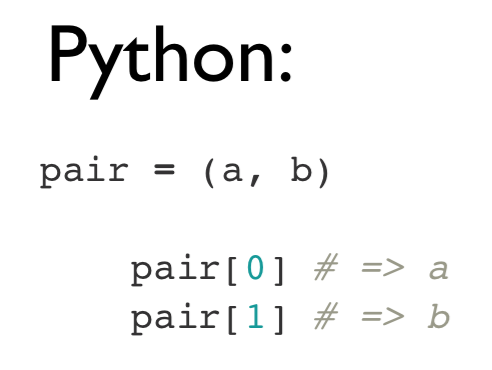 Python:
pair = (a, b)
pair[0] # => a
pair[1] # => b